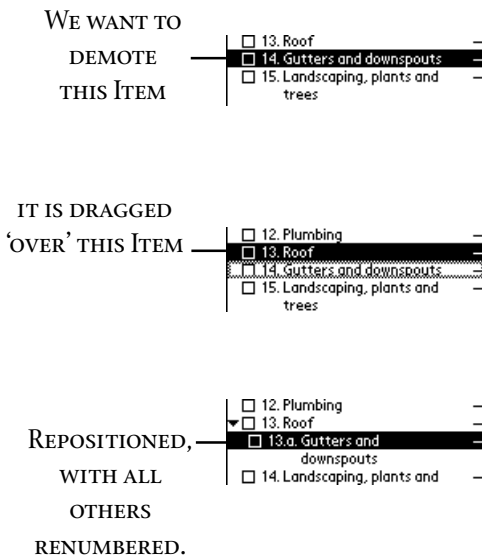 We want to
demote
this Item
13. Roof
14. Gutters and downspouts
15. Landscaping, plants and
trees
it is dragged
‘over’ this Item
12. Plumbing
13. Roof
14. Gutters and downspouts
15. Landscaping, plants and
trees
Repositioned,
with all
others
renumbered.
12. Plumbing
13. Roof
13.a. Gutters and
downspouts
14. Landscaping, plants and